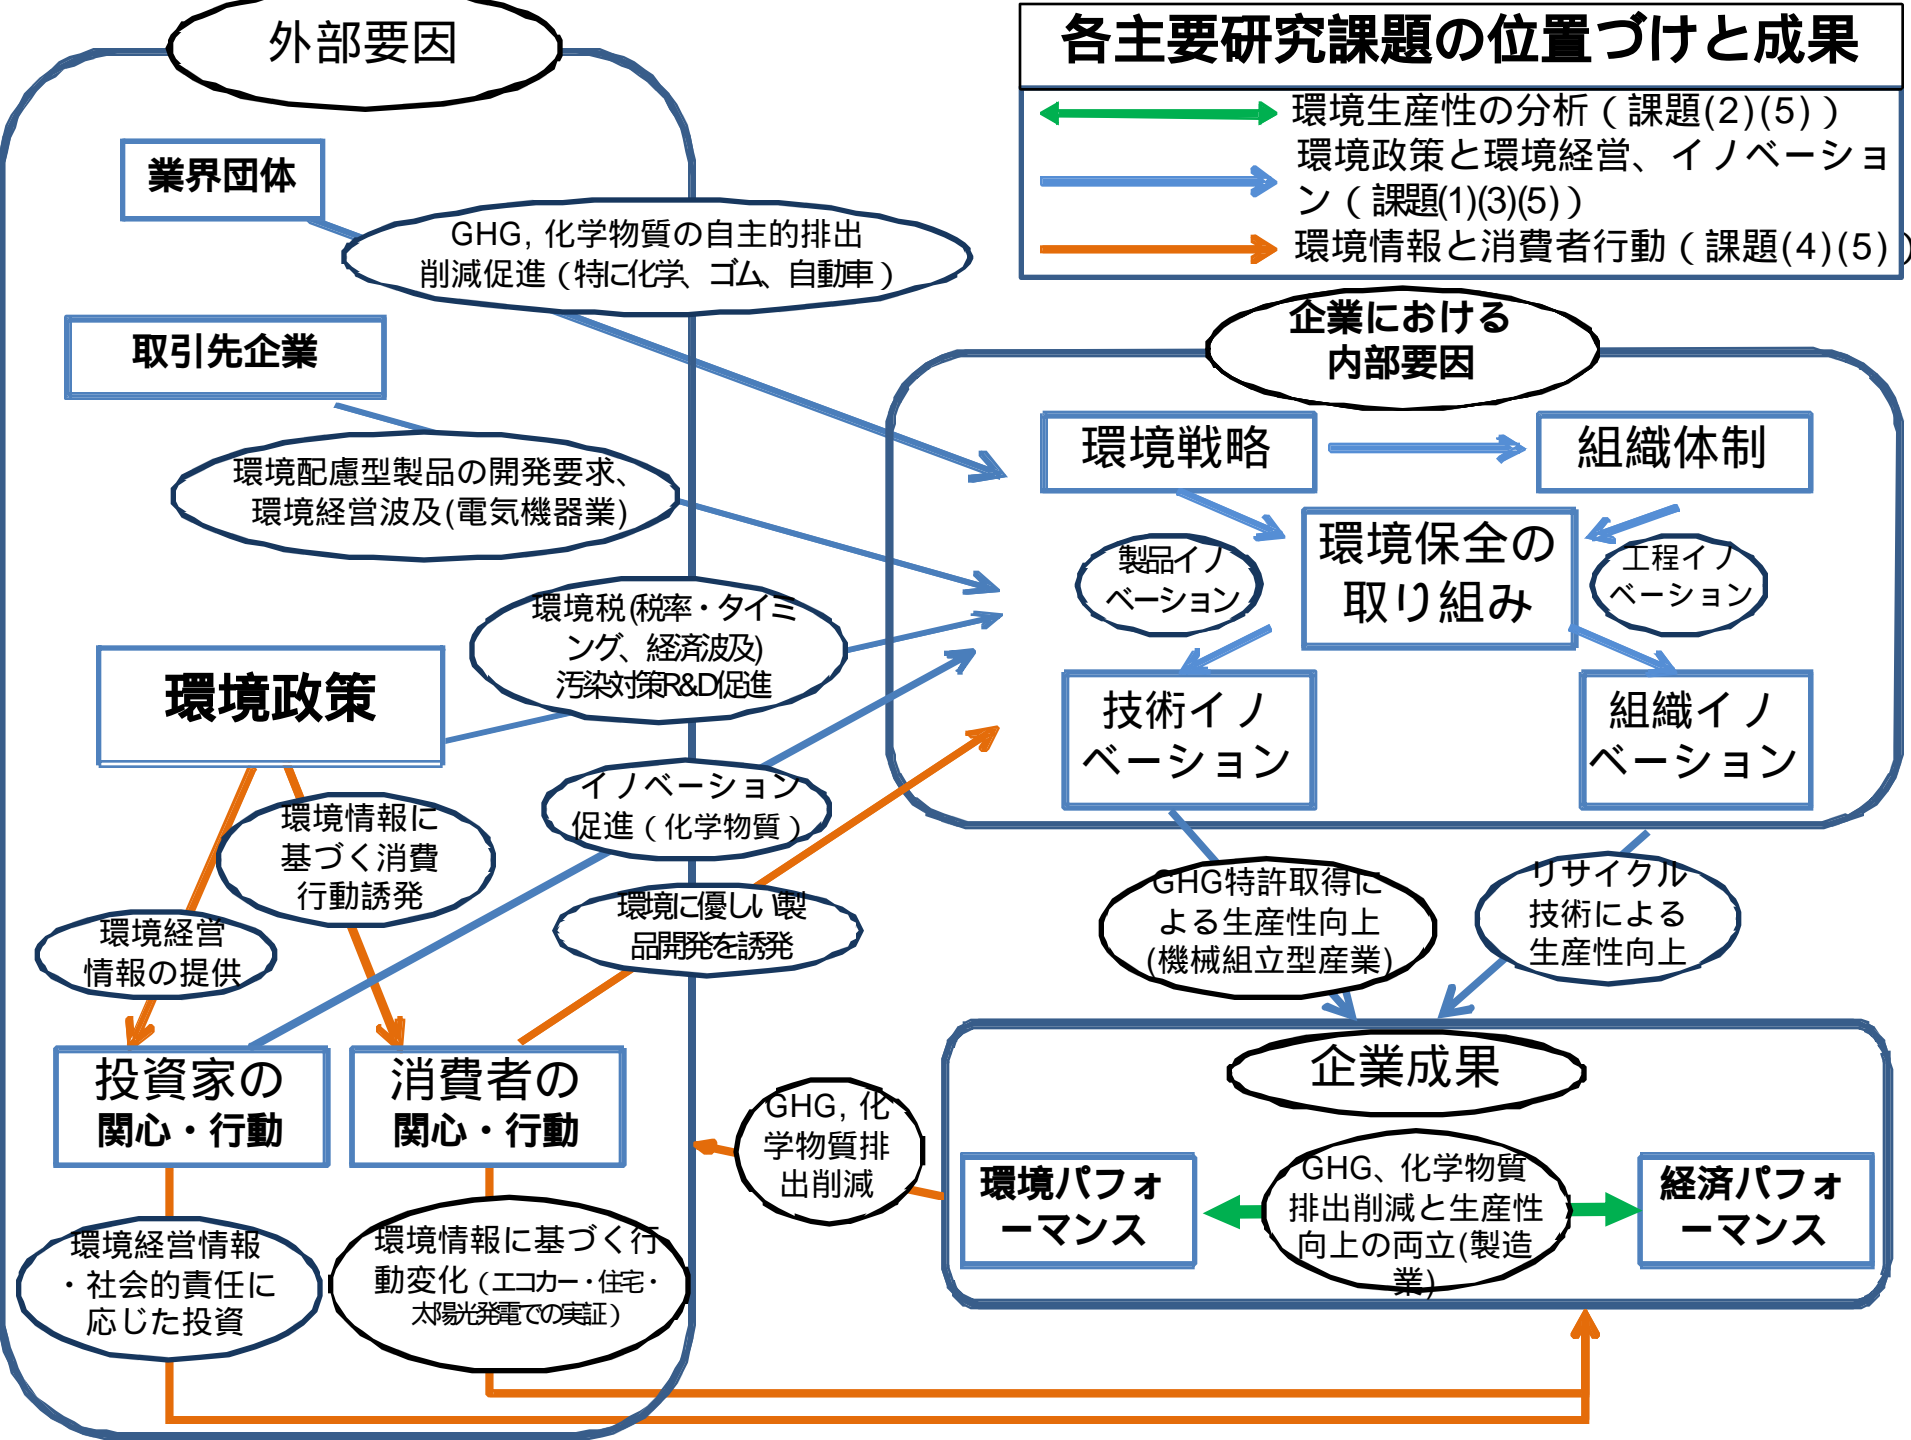 外部要因
各主要研究課題の位置づけと成果
環境生産性の分析（課題(2)(5)）
環境政策と環境経営、イノベーショ
ン（課題(1)(3)(5)）
環境情報と消費者行動（課題(4)(5)）
業界団体
GHG, 化学物質の自主的排出
削減促進（特に化学、ゴム、自動車）
取引先企業
環境配慮型製品の開発要求、
環境経営波及(電気機器業)
環境税(税率・タイミ
ング、経済波及)
汚染対策R&D促進
環境政策
イノベーション
促進（化学物質）
環境情報に
基づく消費
行動誘発
環境経営
情報の提供
環境に優しい製
品開発を誘発
投資家の
関心・行動
消費者の
関心・行動
環境経営情報
・社会的責任に
応じた投資
環境情報に基づく行
動変化（エコカー・住宅・
太陽光発電での実証）
企業における
内部要因
環境戦略
組織体制
環境保全の
取り組み
製品イノ
ベーション
工程イノ
ベーション
技術イノ
ベーション
組織イノ
ベーション
GHG特許取得に
よる生産性向上
(機械組立型産業)
リサイクル
技術による
生産性向上
企業成果
GHG, 化
学物質排
出削減
環境パフォ
ーマンス
GHG、化学物質
排出削減と生産性
向上の両立(製造
業)
経済パフォ
ーマンス